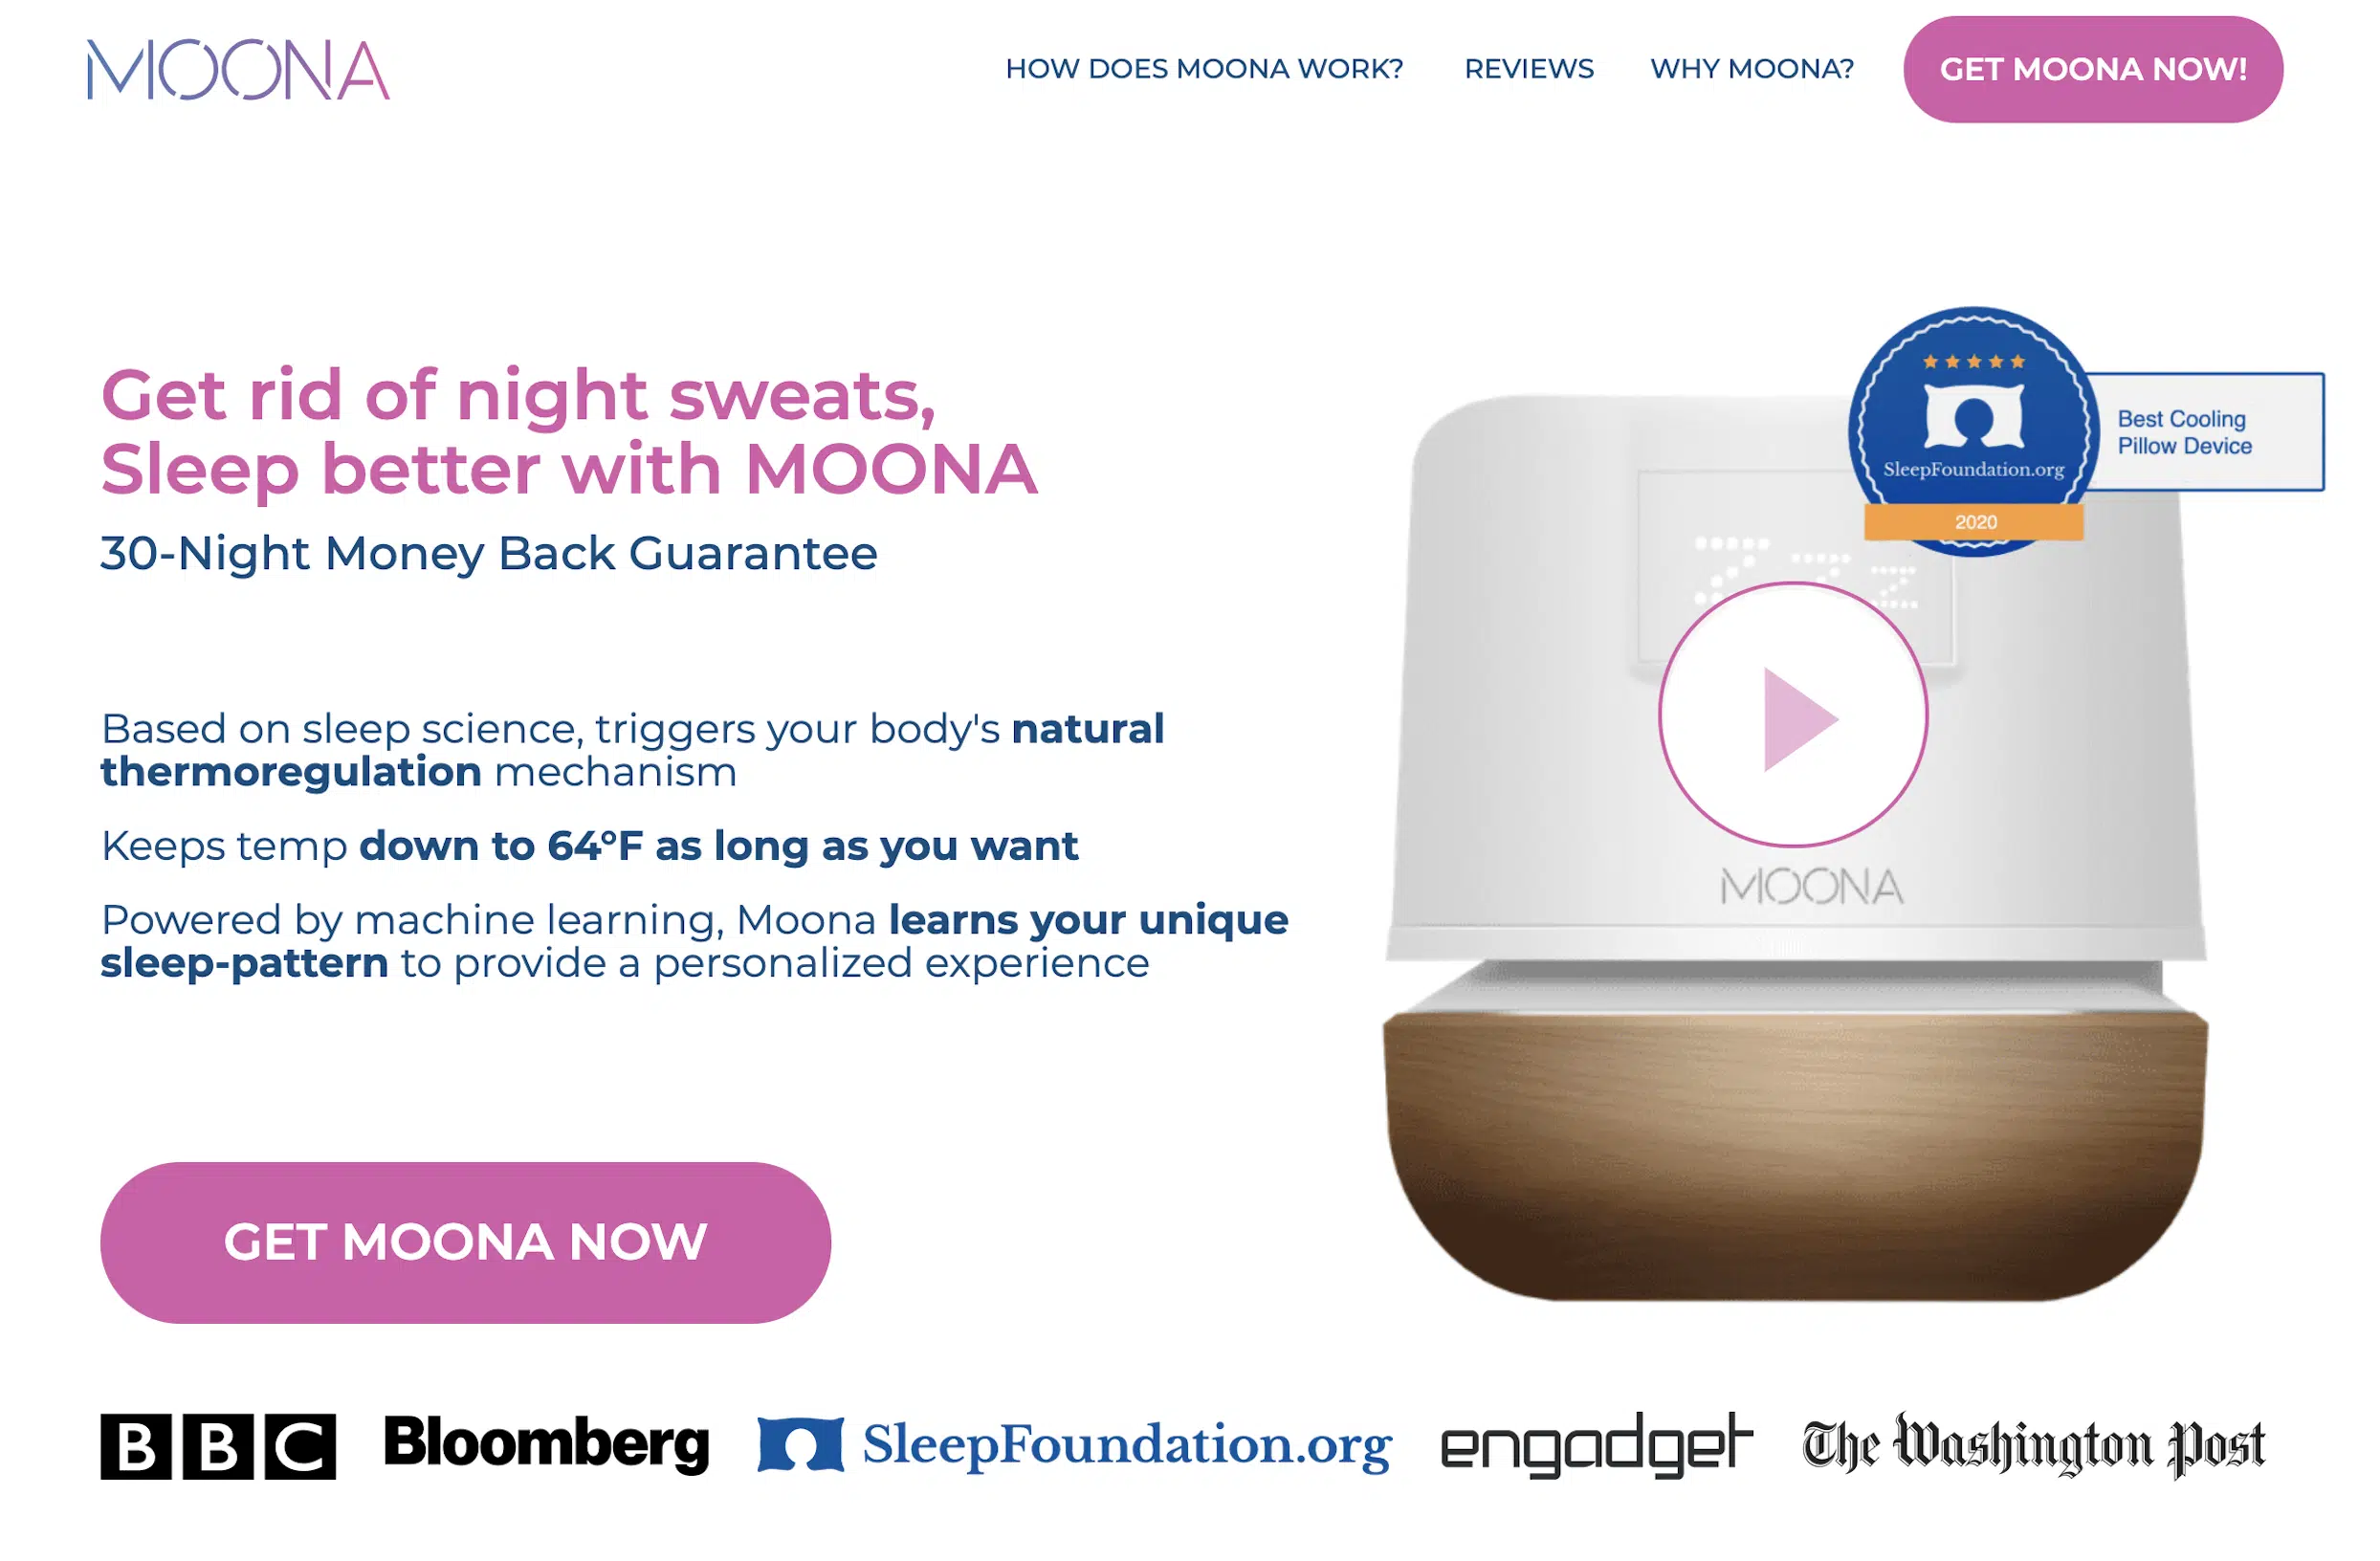 MOONA
HOW DOES MOONA WORK?
REVIEWS
WHY MOONA?
GET MOONA NOW!
Get rid of night sweats,
Sleep better with MOONA
30-Night Money Back Guarantee
Based on sleep science, triggers your body's natural
thermoregulation mechanism
Keeps temp down to 64°F as long as you want
Powered by machine learning, Moona learns your unique
sleep-pattern to provide a personalized experience
GET MOONA NOW
SleepFoundation.org
2020
Best Cooling
Pillow Device
Zzz
MOONA
BBC
Bloomberg
SleepFoundation.org
engadget
The Washington Post